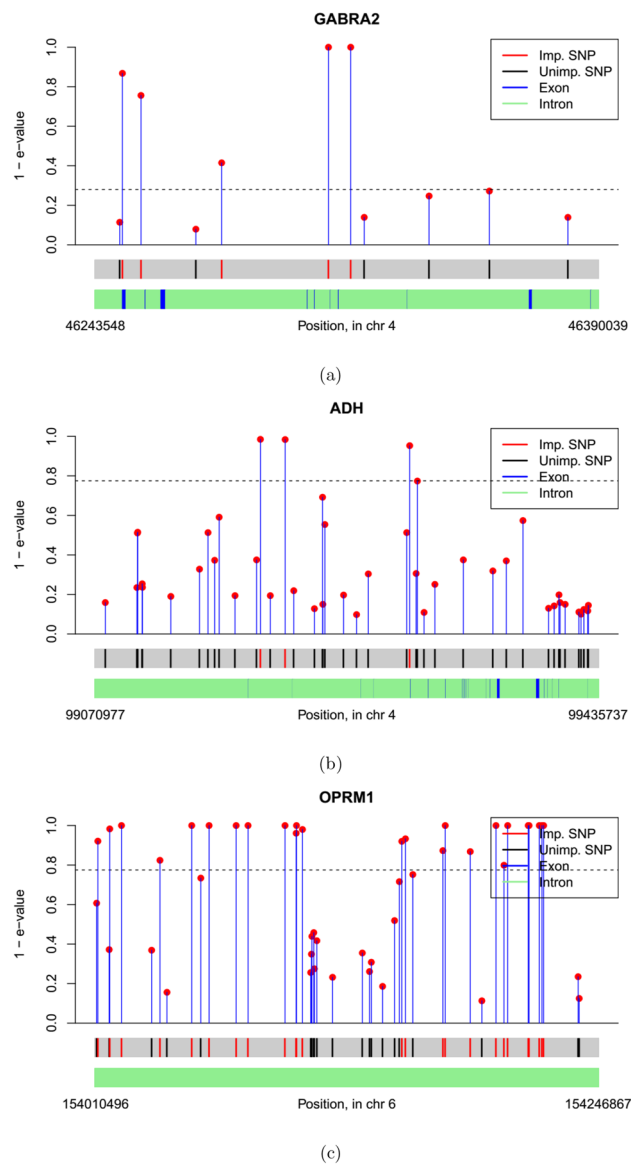 GABRA2
1.0
0.8
0.6
0.4
0.2
0.0
1 − e−value
Imp. SNP
Unimp. SNP
Exon
Intron
46243548
Position, in chr 4
46390039
(a)
ADH
1.0
0.8
0.6
0.4
0.2
0.0
1 − e−value
Imp. SNP
Unimp. SNP
Exon
Intron
99070977
Position, in chr 4
99435737
(b)
OPRM1
1.0
0.8
0.6
0.4
0.2
0.0
1 − e−value
Imp. SNP
Unimp. SNP
Exon
Intron
154010496
Position, in chr 6
154246867
(c)